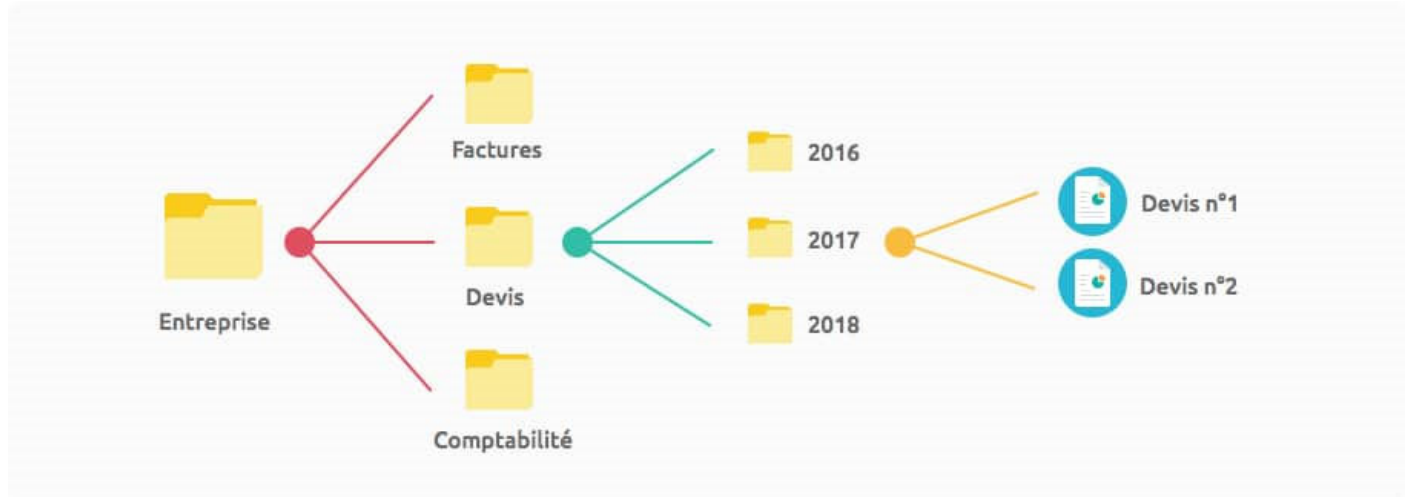 Entreprise
Factures
Devis
Comptabilité
2016
2017
2018
Devis n°1
Devis n°2